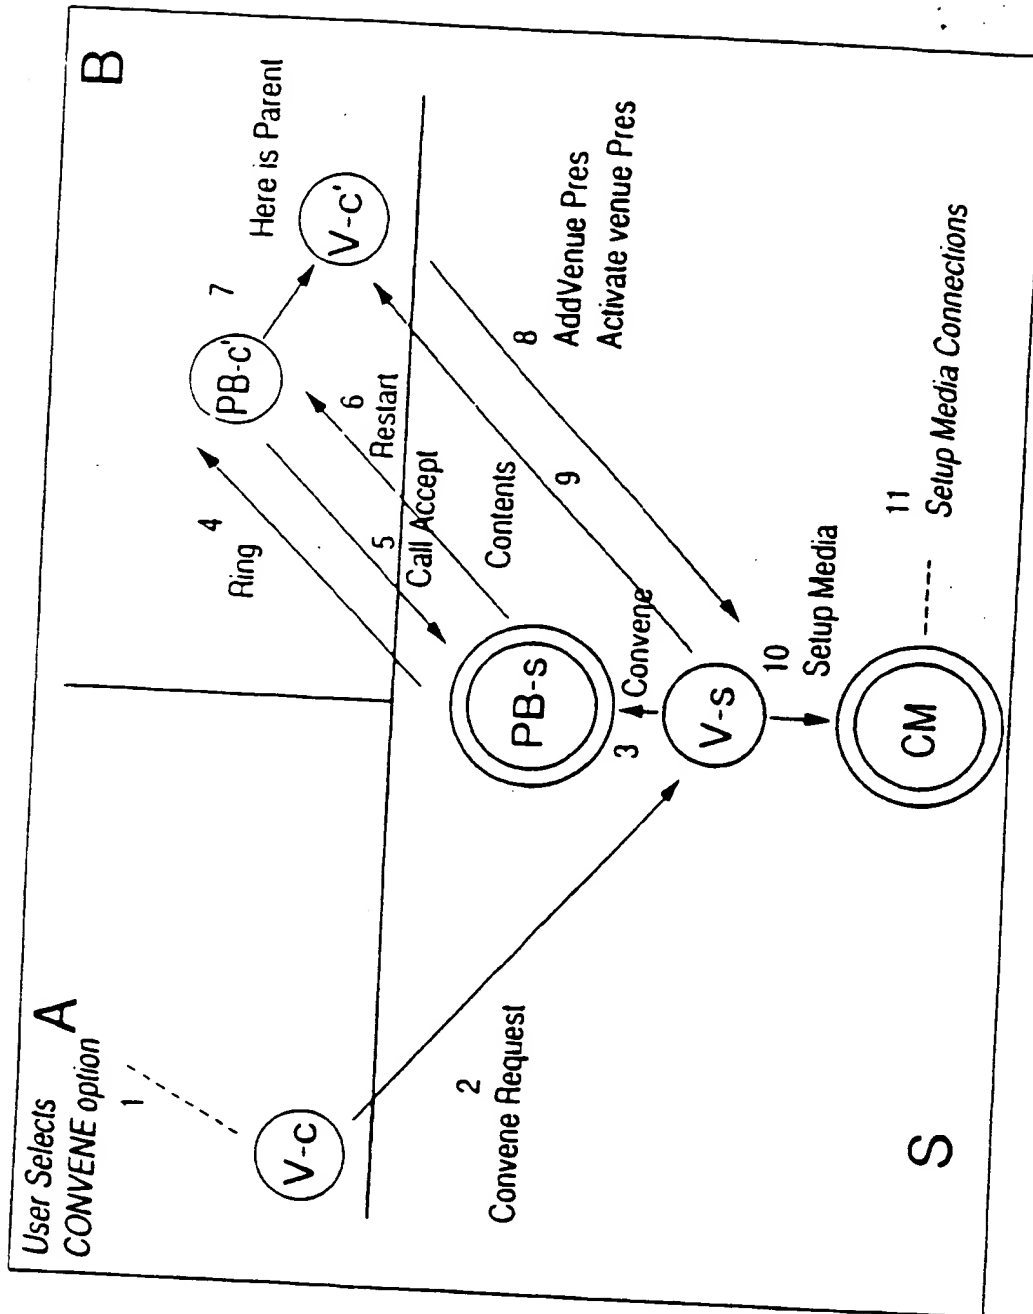 User Selects
CONVENE option
A
1
V-c
2
Convene Request
B
4
Ring
PB-c'
7
Here is Parent
V-c'
5
Call Accept
6
Restart
Contents
PB-s
3
Convene
V-s
9
8
AddVenue Pres
Activate venue Pres
10
Setup Media
CM
11
Setup Media Connections
S